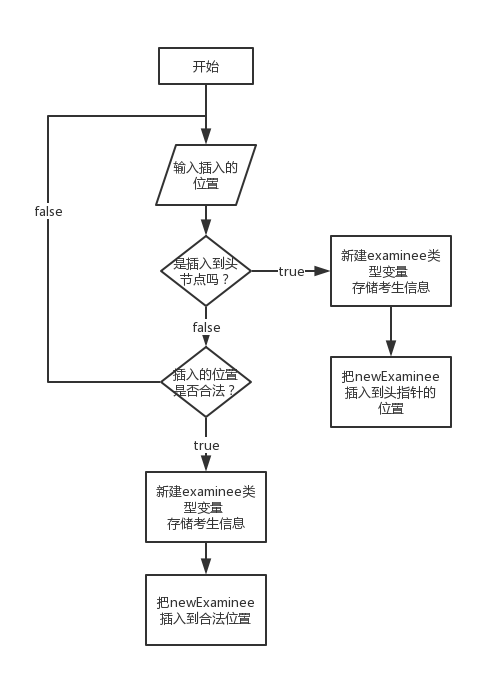 开始
false
输入插入的
位置
是插入到头
节点吗？
true
新建examinee类
型变量
存储考生信息
false
把newExaminee
插入到头指针的
位置
插入的位置
是否合法？
true
新建examinee类
型变量
存储考生信息
把newExaminee
插入到合法位置